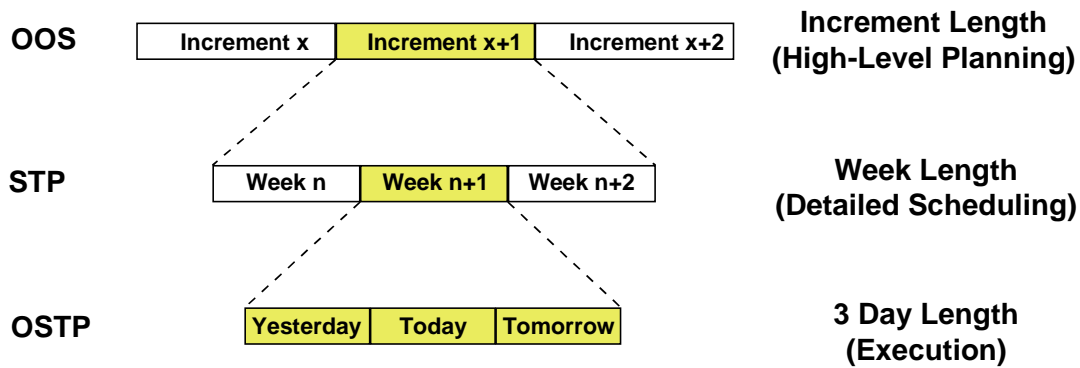 OOS
Increment x
Increment x+1
Increment x+2
Increment Length
(High-Level Planning)
STP
Week n
Week n+1
Week n+2
Week Length
(Detailed Scheduling)
OSTP
Yesterday
Today
Tomorrow
3 Day Length
(Execution)